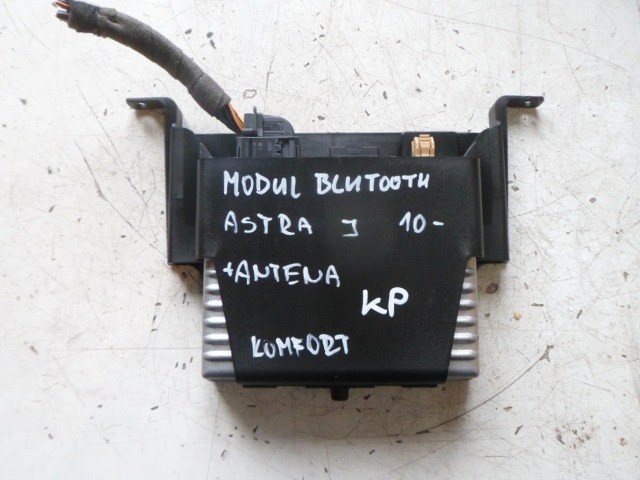 MODUL BLUTOOTH
ASTRA J 10-
+ANTENA
KP
KOMFORT